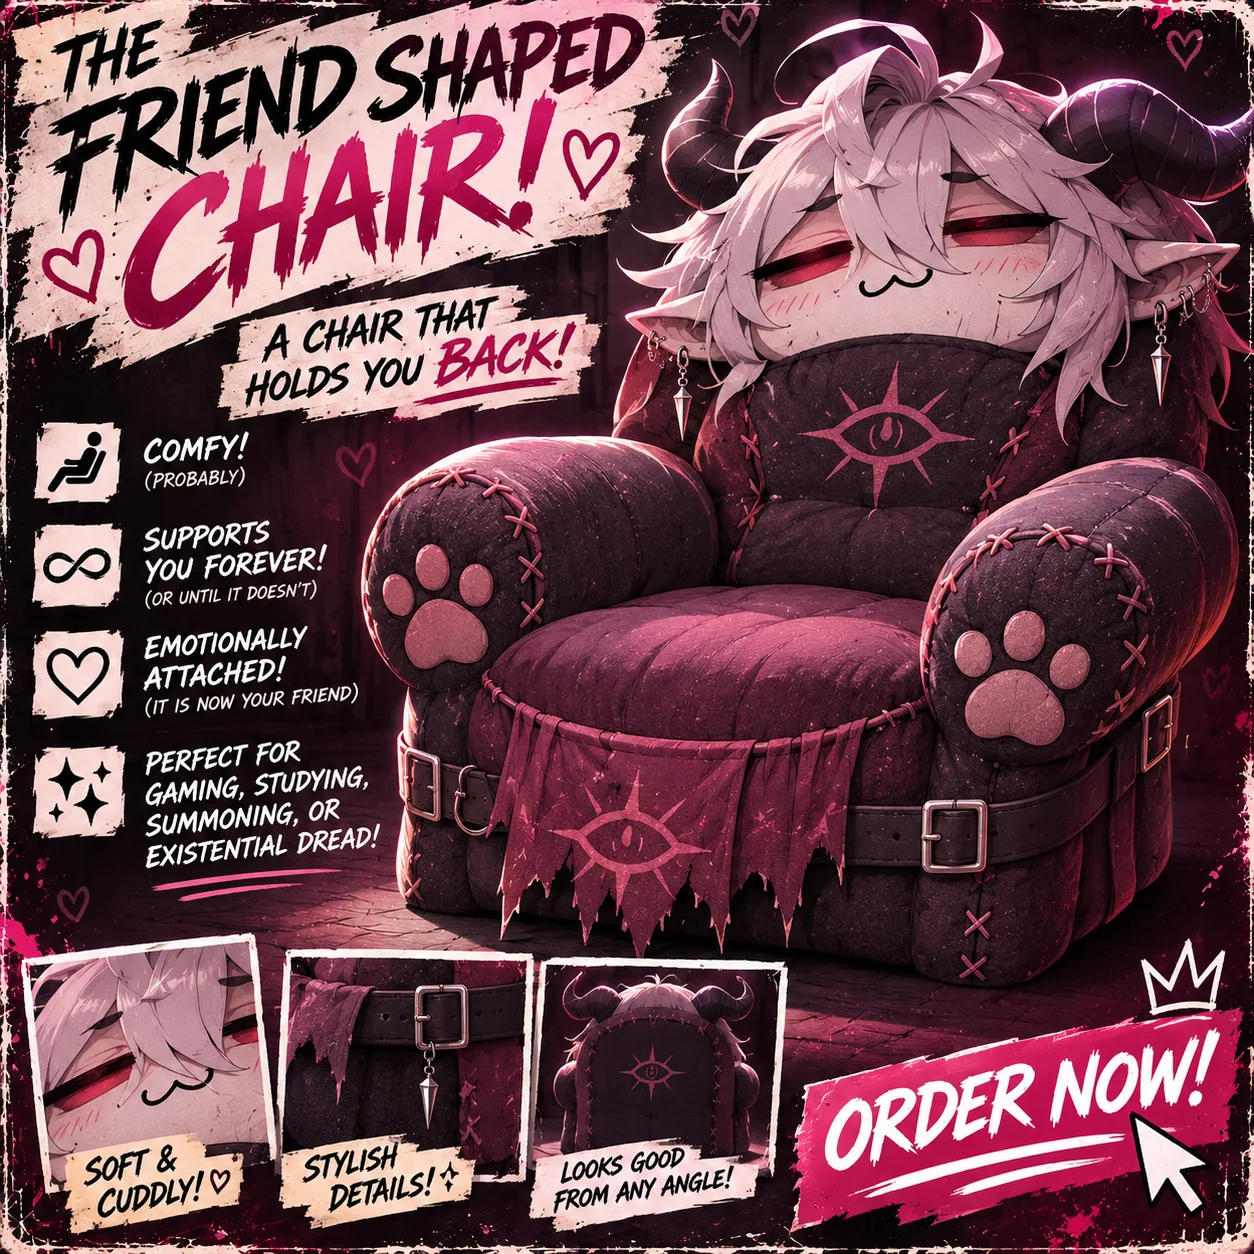 THE
FRIEND SHAPED
CHAIR!
A CHAIR THAT
HOLDS YOU BACK!
COMFY!
(PROBABLY)
SUPPORTS
YOU FOREVER!
(OR UNTIL IT DOESN'T)
EMOTIONALLY
ATTACHED!
(IT IS NOW YOUR FRIEND)
PERFECT FOR
GAMING, STUDYING,
SUMMONING, OR
EXISTENTIAL DREAD!
SOFT &
CUDDLY!
STYLISH
DETAILS!
LOOKS GOOD
FROM ANY ANGLE!
ORDER NOW!